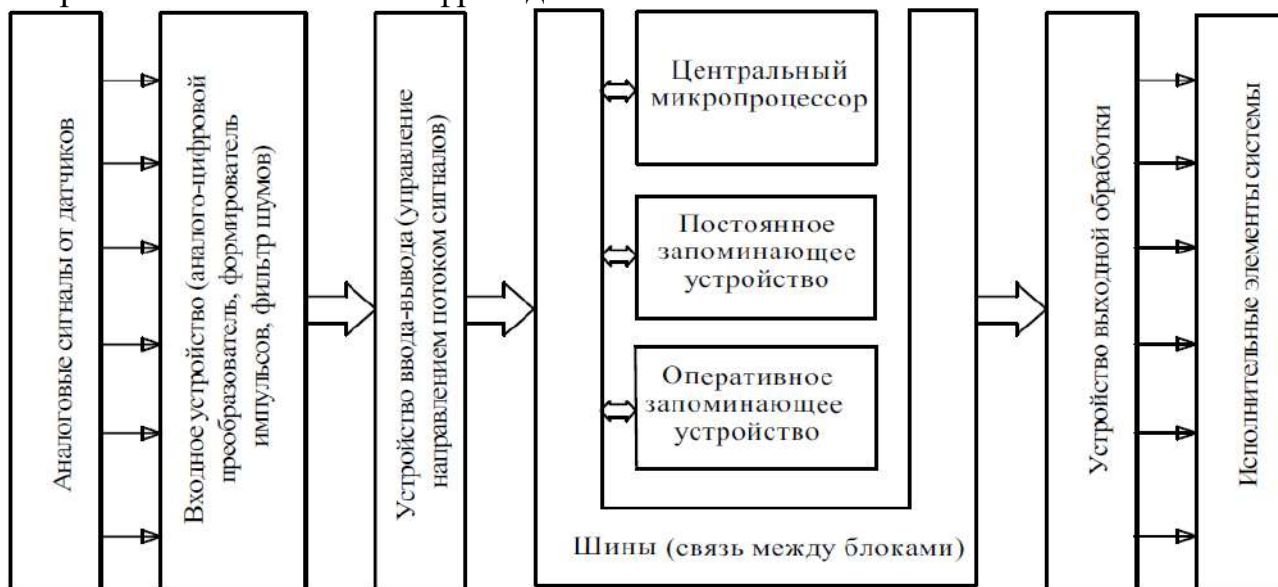 Аналоговые сигналы от датчиков
Входное устройство (аналого-цифровой
преобразователь, формирователь
импульсов, фильтр шумов)
Устройство ввода-вывода (управление
направлением потоком сигналов)
Центральный
микропроцессор
Постоянное
запоминающее
устройство
Оперативное
запоминающее
устройство
Шины (связь между блоками)
Устройство выходной обработки
Исполнительные элементы системы